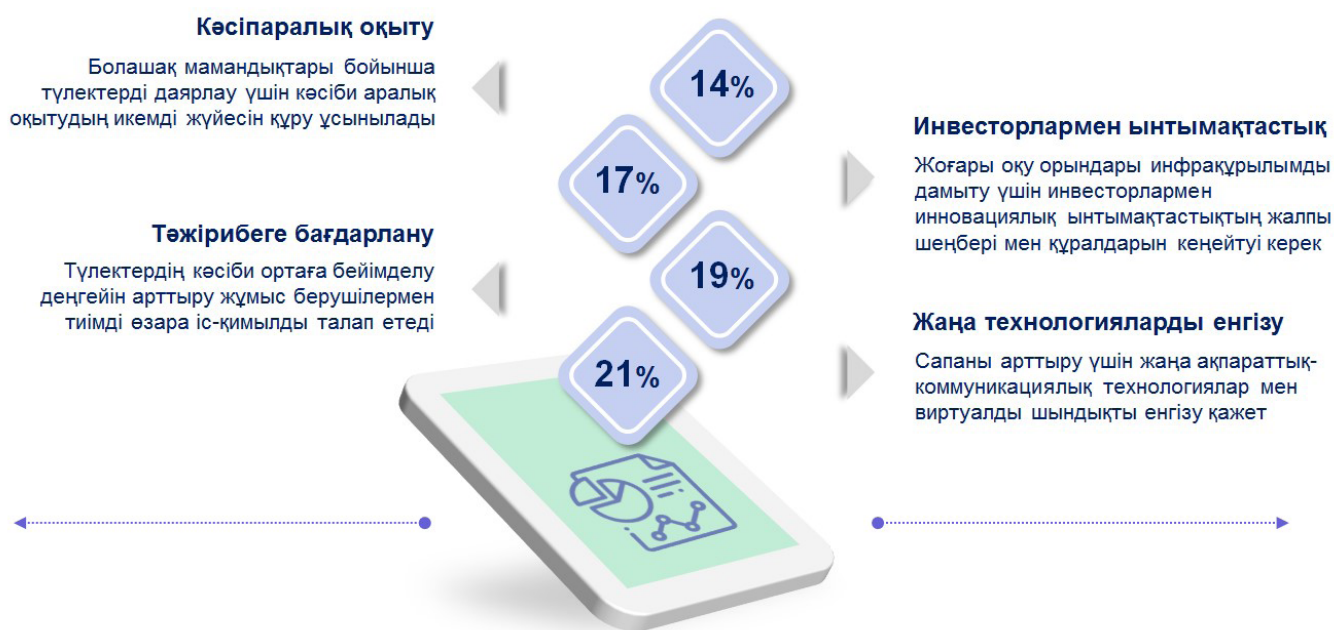 Кәсіпаралық оқыту
Болашақ мамандықтары бойынша
түлектерді даярлау үшін кәсіби аралық
оқытудың икемді жүйесін құру ұсынылады
14%
Инвесторлармен ынтымақтастық
Жоғары оқу орындары инфрақұрылымды
дамыту үшін инвесторлармен
инновациялық ынтымақтастықтың жалпы
шеңбері мен құралдарын кеңейтуі керек
17%
Тәжірибеге бағдарлану
Түлектердің кәсіби ортаға бейімделу
деңгейін арттыру жұмыс берушілермен
тиімді өзара іс-қимылды талап етеді
19%
Жаңа технологияларды енгізу
Сапаны арттыру үшін жаңа ақпараттық-
коммуникациялық технологиялар мен
виртуалды шындықты енгізу қажет
21%